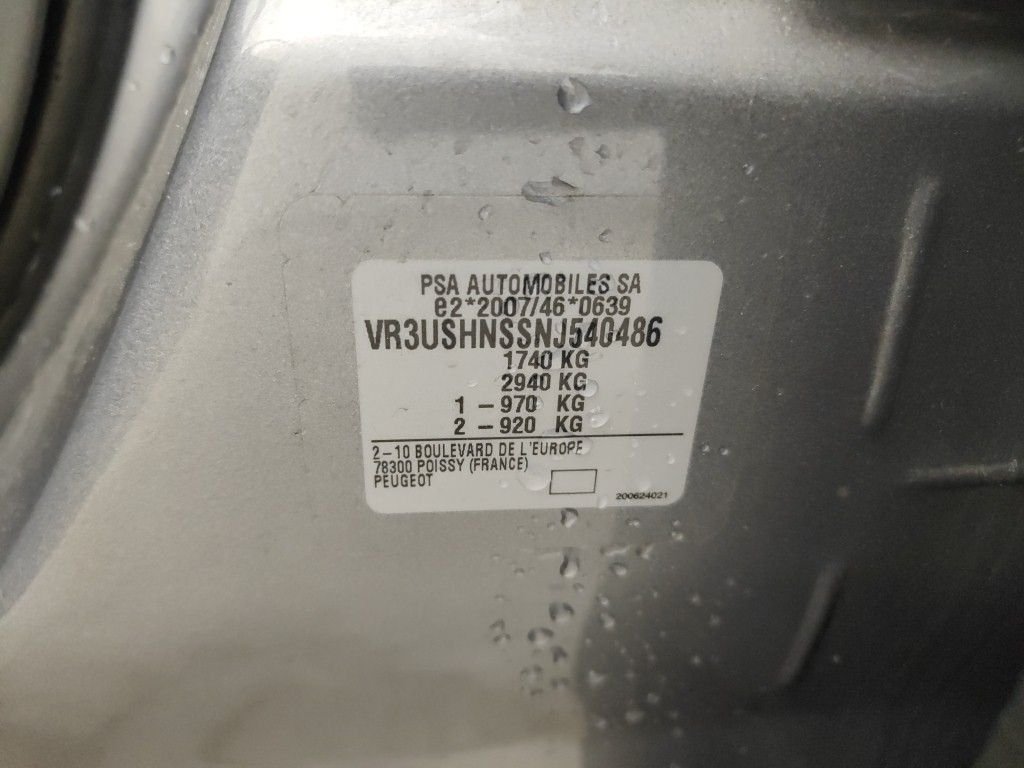 PSA AUTOMOBILES SA
e2*2007/46*0639
VR3USHNSSNJ540486
1740 KG
2940 KG
1 – 970 KG
2 – 920 KG
2–10 BOULEVARD DE L'EUROPE
78300 POISSY (FRANCE)
PEUGEOT
200624021